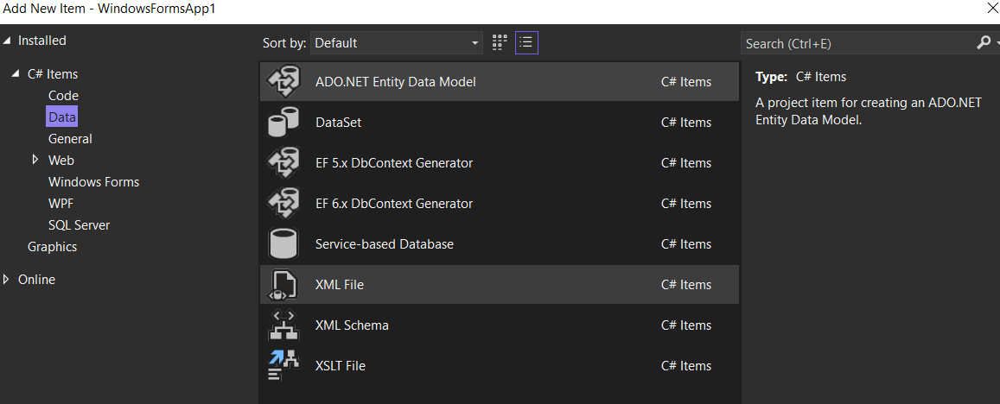 Add New Item - WindowsFormsApp1
Installed
Sort by: Default
Search (Ctrl+E)
C# Items
Code
Data
General
Web
Windows Forms
WPF
SQL Server
Graphics
Online
ADO.NET Entity Data Model C# Items
DataSet C# Items
EF 5.x DbContext Generator C# Items
EF 6.x DbContext Generator C# Items
Service-based Database C# Items
XML File C# Items
XML Schema C# Items
XSLT File C# Items
Type: C# Items
A project item for creating an ADO.NET
Entity Data Model.